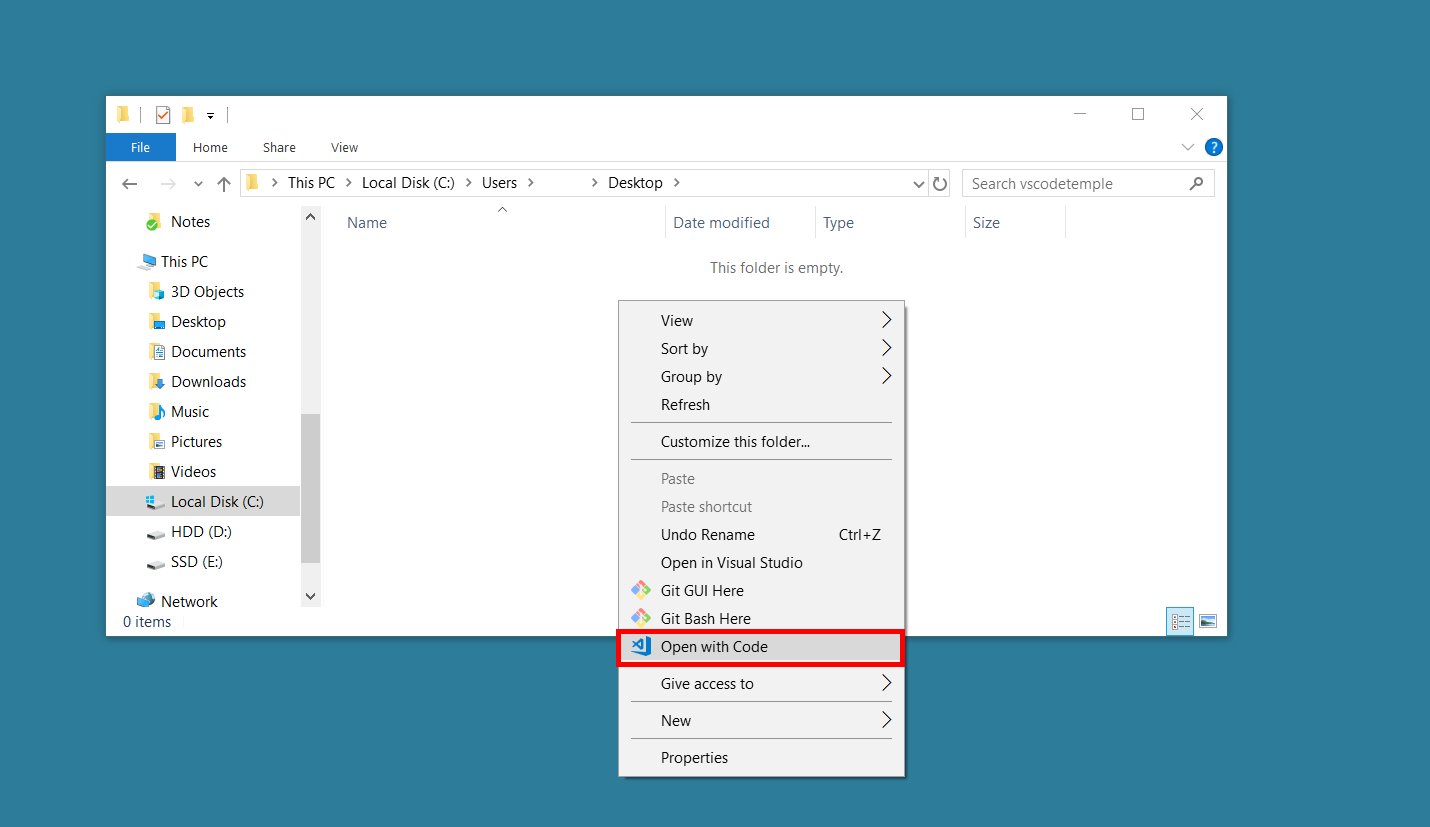 File Home Share View ?
This PC Local Disk (C:) Users Desktop Search vscodetemple
Notes
This PC
3D Objects
Desktop
Documents
Downloads
Music
Pictures
Videos
Local Disk (C:)
HDD (D:)
SSD (E:)
Network
0 items
Name Date modified Type Size
This folder is empty.
View
Sort by
Group by
Refresh
Customize this folder...
Paste
Paste shortcut
Undo Rename Ctrl+Z
Open in Visual Studio
Git GUI Here
Git Bash Here
Open with Code
Give access to
New
Properties